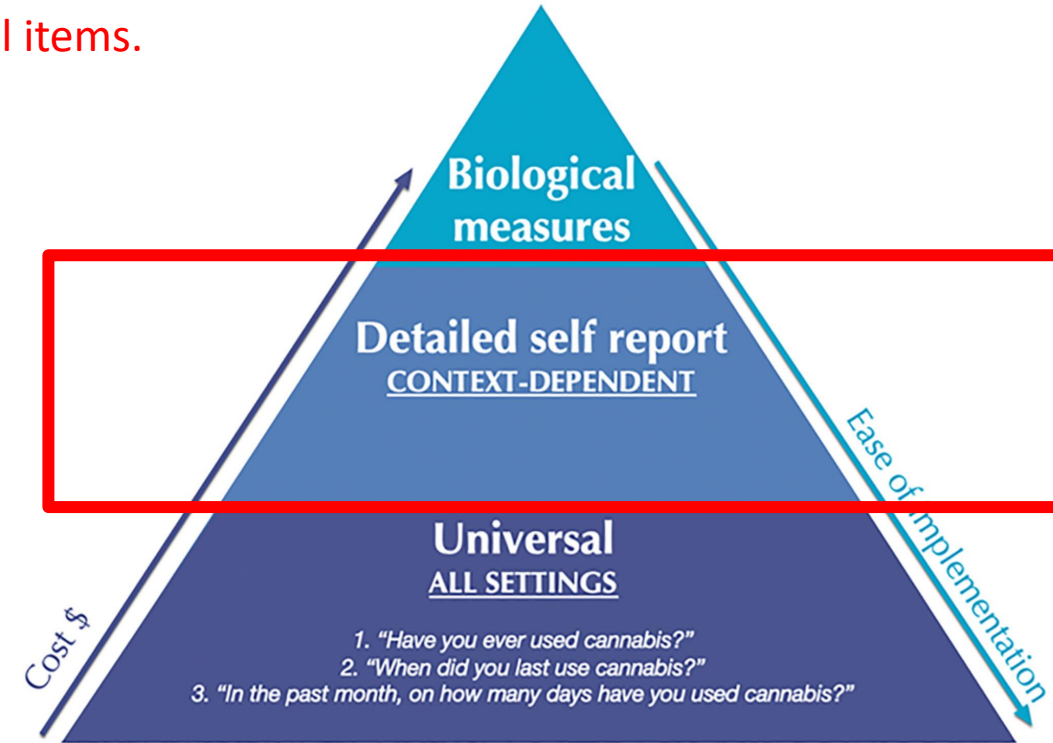 l items.
Biological
measures
Detailed self report
CONTEXT-DEPENDENT
Universal
ALL SETTINGS
1. “Have you ever used cannabis?”
2. “When did you last use cannabis?”
3. “In the past month, on how many days have you used cannabis?”
Cost $
Ease of implementation